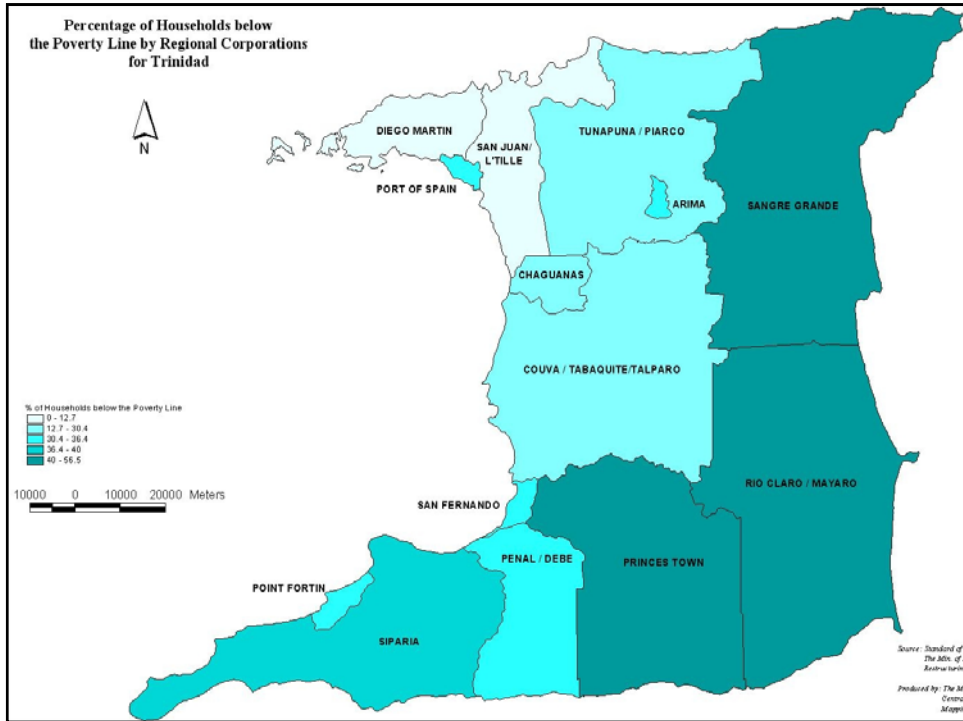 Percentage of Households below
the Poverty Line by Regional Corporations
for Trinidad
N
DIEGO MARTIN
SAN JUAN/
L'TILLE
TUNAPUNA / PIARCO
PORT OF SPAIN
ARIMA
SANGRE GRANDE
CHAGUANAS
COUVA / TABAQUITE/TALPARO
% of Households below the Poverty Line
0 - 12.7
12.7 - 30.4
30.4 - 36.4
36.4 - 40
40 - 56.5
10000 0 10000 20000 Meters
SAN FERNANDO
RIO CLARO / MAYARO
PENAL / DEBE
PRINCES TOWN
POINT FORTIN
SIPARIA
Source: Standard of
The Min. of
Restructurin
Produced by: The M
Centra
Mappi